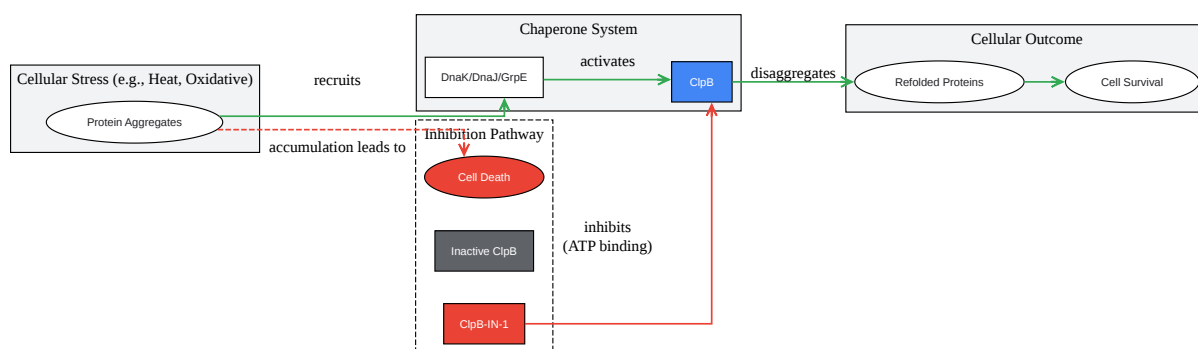 Chaperone System
Cellular Outcome
Cellular Stress (e.g., Heat, Oxidative)
recruits
DnaK/DnaJ/GrpE
activates
ClpB
disaggregates
Refolded Proteins
Cell Survival
Protein Aggregates
accumulation leads to
Inhibition Pathway
Cell Death
inhibits
(ATP binding)
Inactive ClpB
ClpB-IN-1